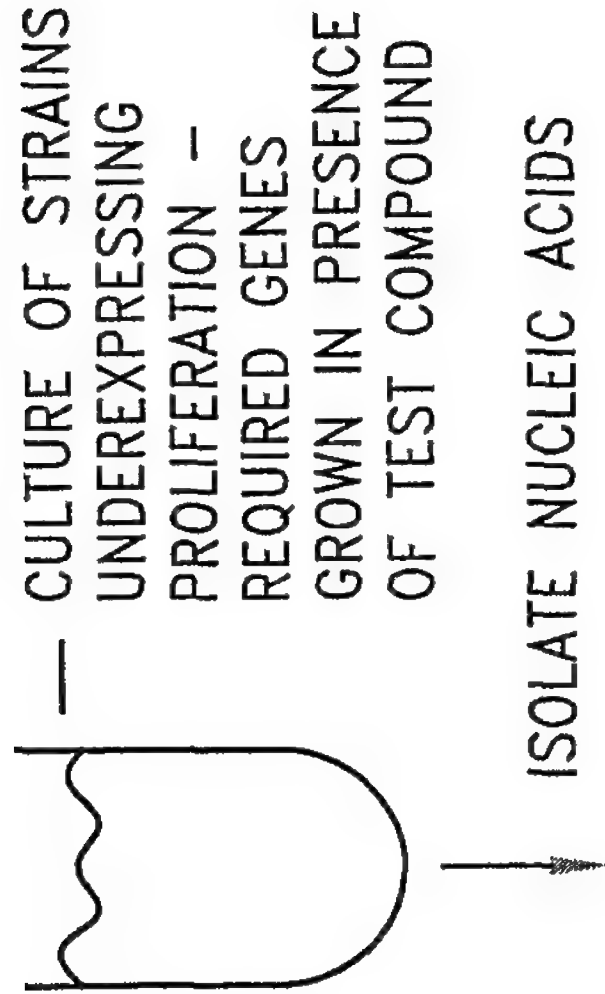 CULTURE OF STRAINS
UNDEREXPRESSING
PROLIFERATION –
REQUIRED GENES
GROWN IN PRESENCE
OF TEST COMPOUND
ISOLATE NUCLEIC ACIDS